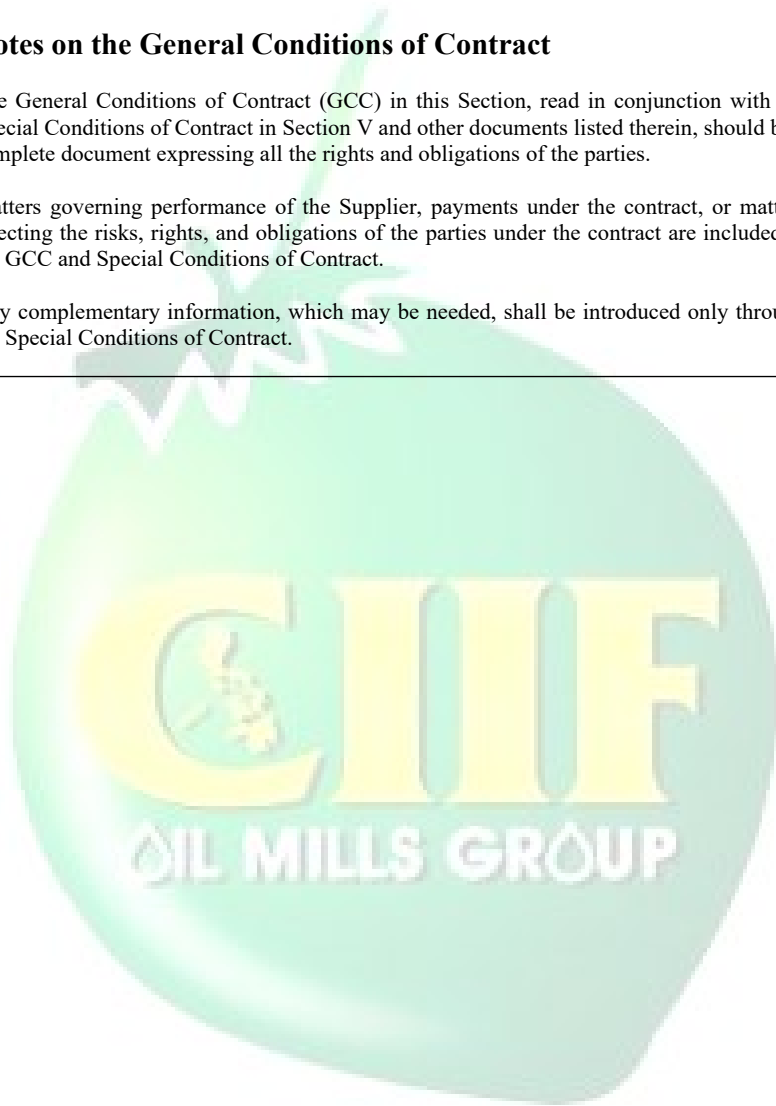 otes on the General Conditions of Contract
e General Conditions of Contract (GCC) in this Section, read in conjunction with
ecial Conditions of Contract in Section V and other documents listed therein, should b
mplete document expressing all the rights and obligations of the parties.
atters governing performance of the Supplier, payments under the contract, or matt
ecting the risks, rights, and obligations of the parties under the contract are included
GCC and Special Conditions of Contract.
y complementary information, which may be needed, shall be introduced only throu
Special Conditions of Contract.
CIIF
OIL MILLS GROUP